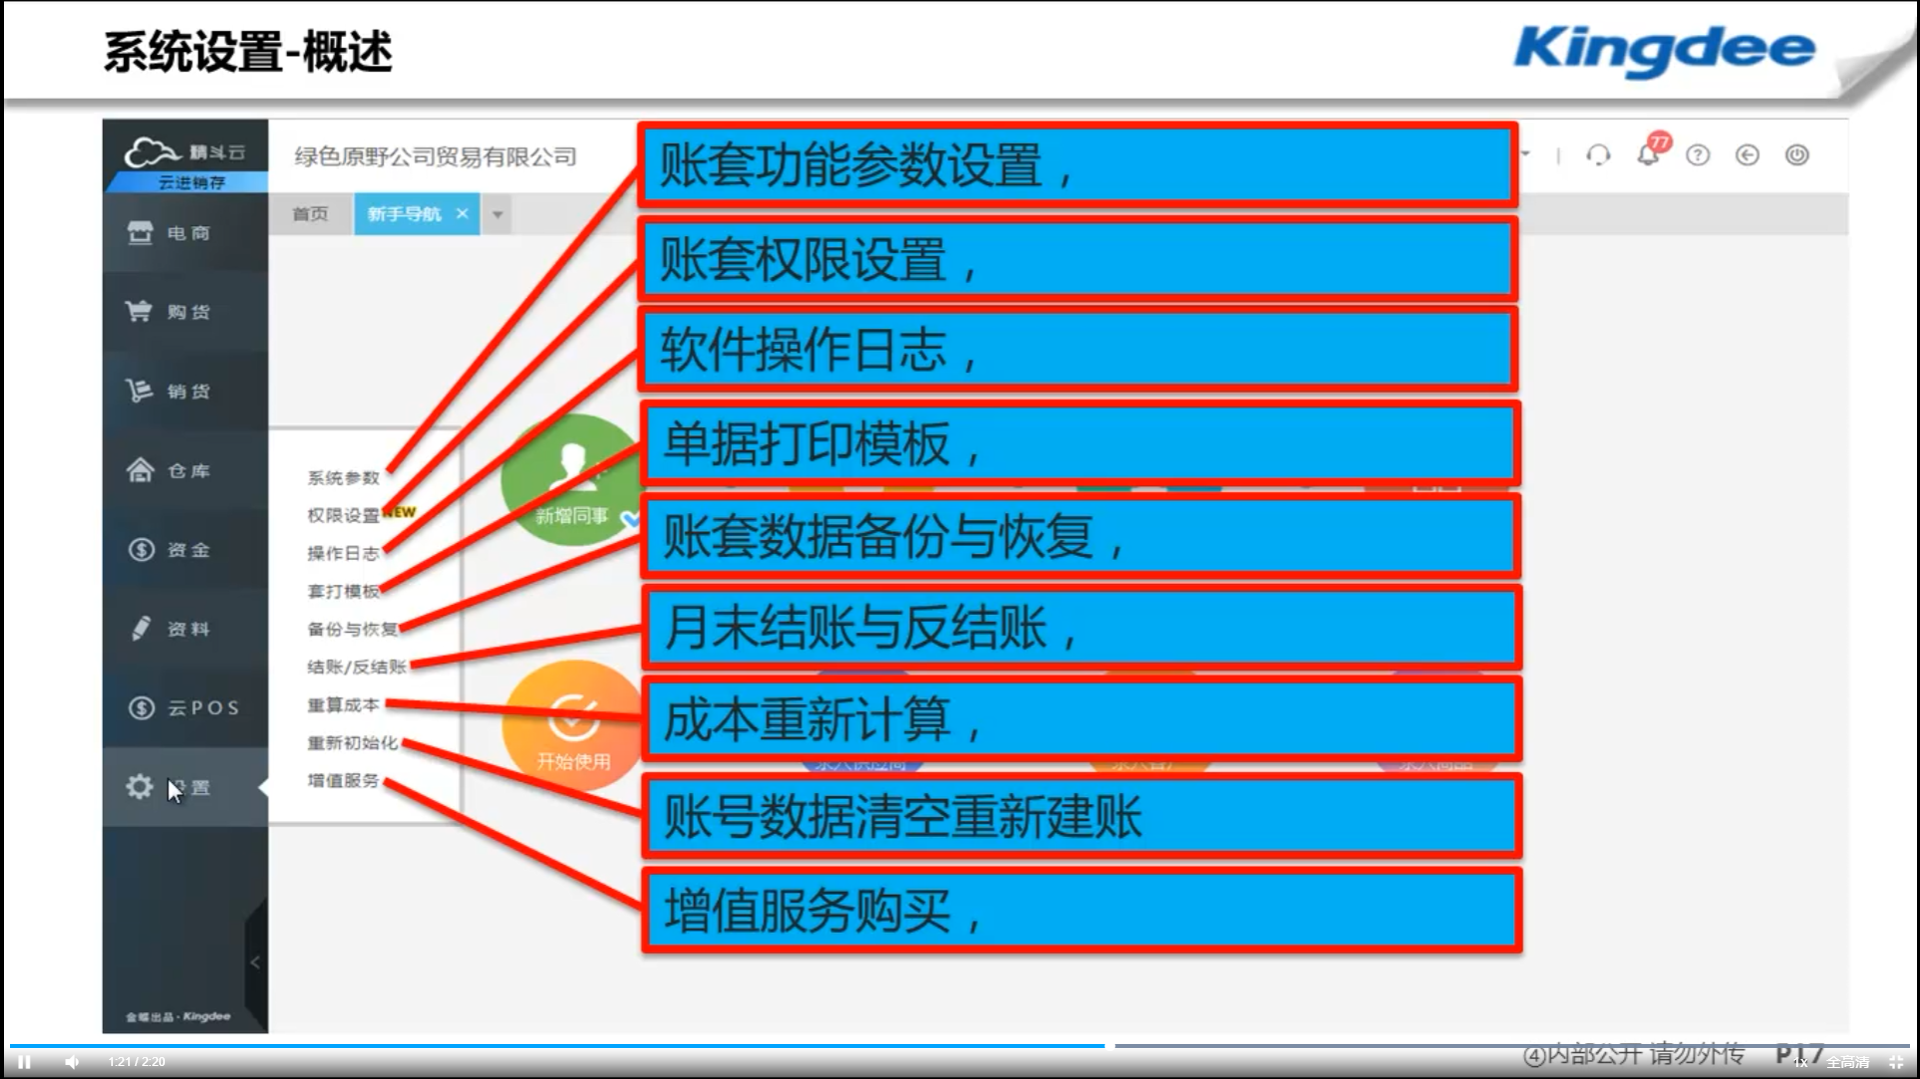 系统设置-概述
Kingdee
精斗云
云进销存
绿色原野公司贸易有限公司
77
首页
新手导航
电商
购货
销货
仓库
资金
资料
云POS
设置
金蝶出品·Kingdee
系统参数
权限设置NEW
操作日志
套打模板
备份与恢复
结账/反结账
重算成本
重新初始化
增值服务
新增同事
开始使用
账套功能参数设置，
账套权限设置，
软件操作日志，
单据打印模板，
账套数据备份与恢复，
月末结账与反结账，
成本重新计算，
账号数据清空重新建账
增值服务购买，
1:21 / 2:20
④内部公开 请勿外传
P17
1x
全高清